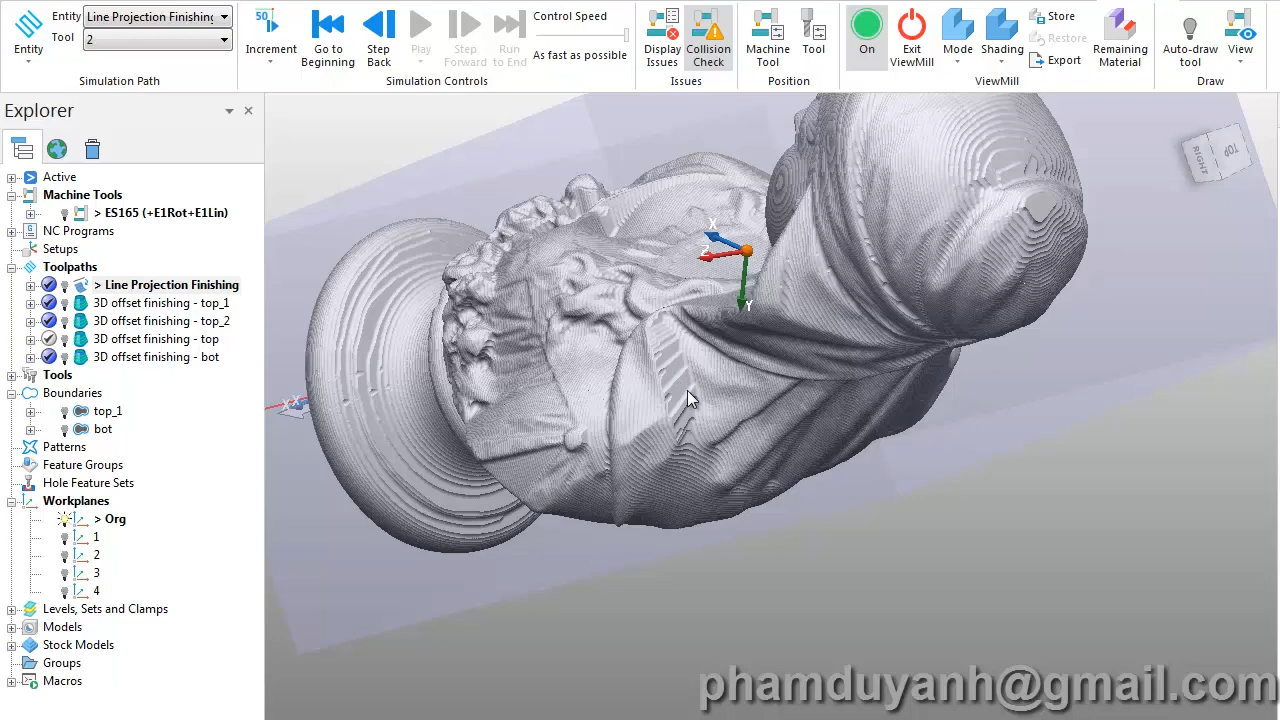 Entity
Line Projection Finishing
Tool
2
Entity
Simulation Path
50
Increment
Go to Beginning
Step Back
Play
Step Forward
Run to End
Control Speed
As fast as possible
Simulation Controls
Display Issues
Collision Check
Issues
Machine Tool
Tool
Position
On
Exit ViewMill
Mode
Shading
Store
Restore
Export
Remaining Material
ViewMill
Auto-draw tool
View
Draw
Explorer
Active
Machine Tools
> ES165 (+E1Rot+E1Lin)
NC Programs
Setups
Toolpaths
> Line Projection Finishing
3D offset finishing - top_1
3D offset finishing - top_2
3D offset finishing - top
3D offset finishing - bot
Tools
Boundaries
top_1
bot
Patterns
Feature Groups
Hole Feature Sets
Workplanes
> Org
1
2
3
4
Levels, Sets and Clamps
Models
Stock Models
Groups
Macros
X
Z
Y
RIGHT
TOP
phamduyanh@gmail.com